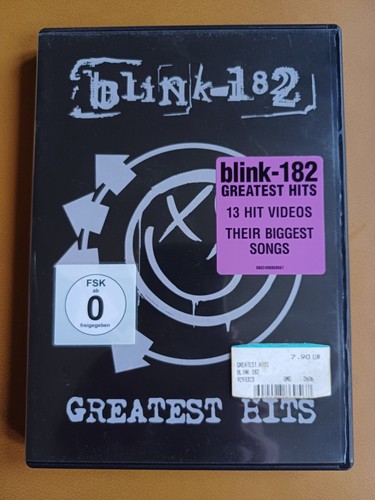 blink-182
blink-182
GREATEST HITS
13 HIT VIDEOS
THEIR BIGGEST
SONGS
FSK
ab
0
freigegeben
7.90
GREATEST HITS
BLINK 182
GREATEST HITS